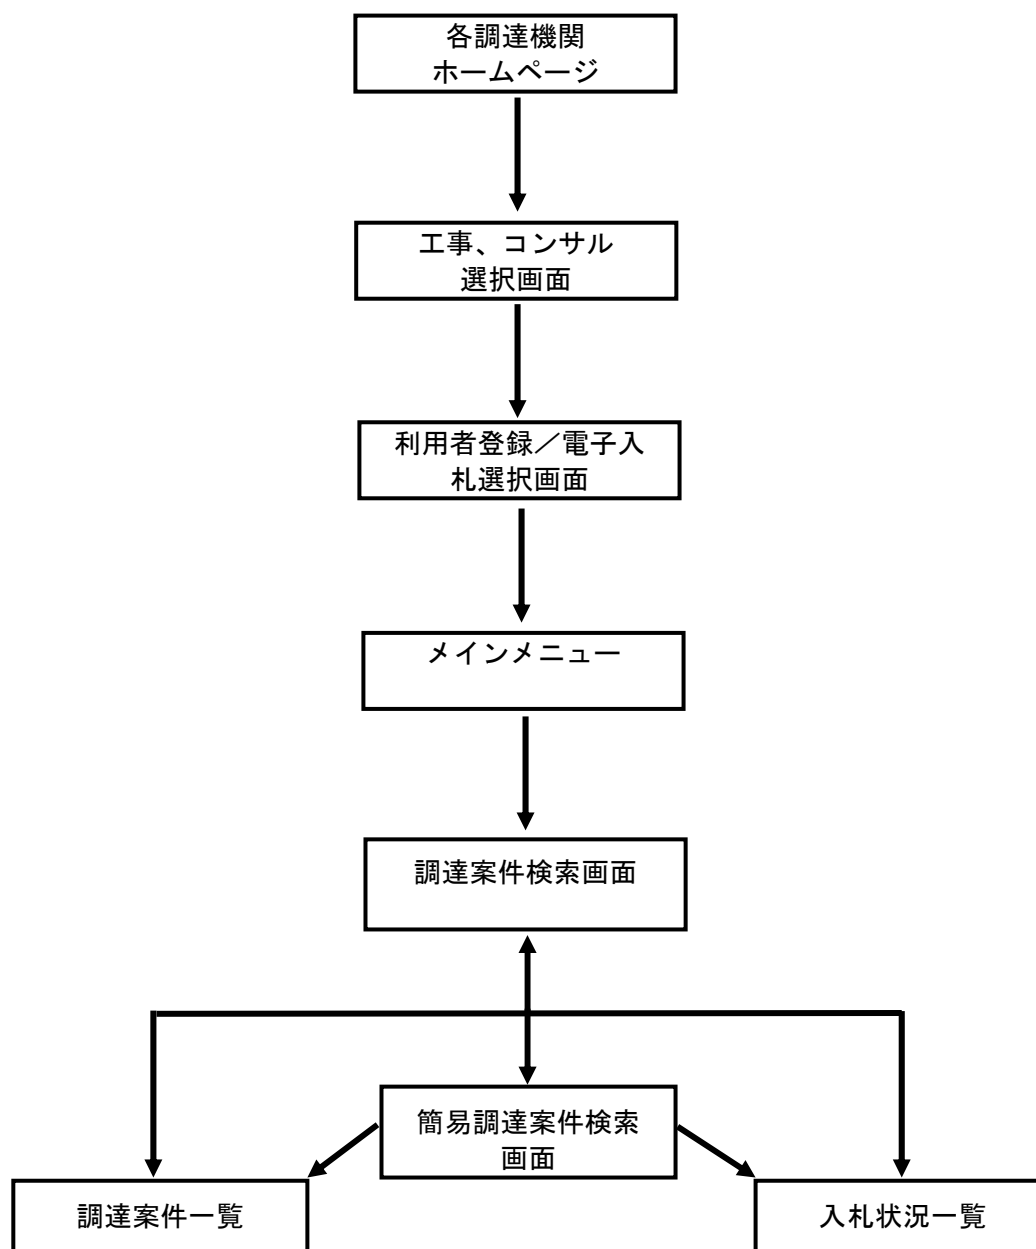 各調達機関
ホームページ
工事、コンサル
選択画面
利用者登録／電子入
札選択画面
メインメニュー
調達案件検索画面
簡易調達案件検索
画面
調達案件一覧
入札状況一覧